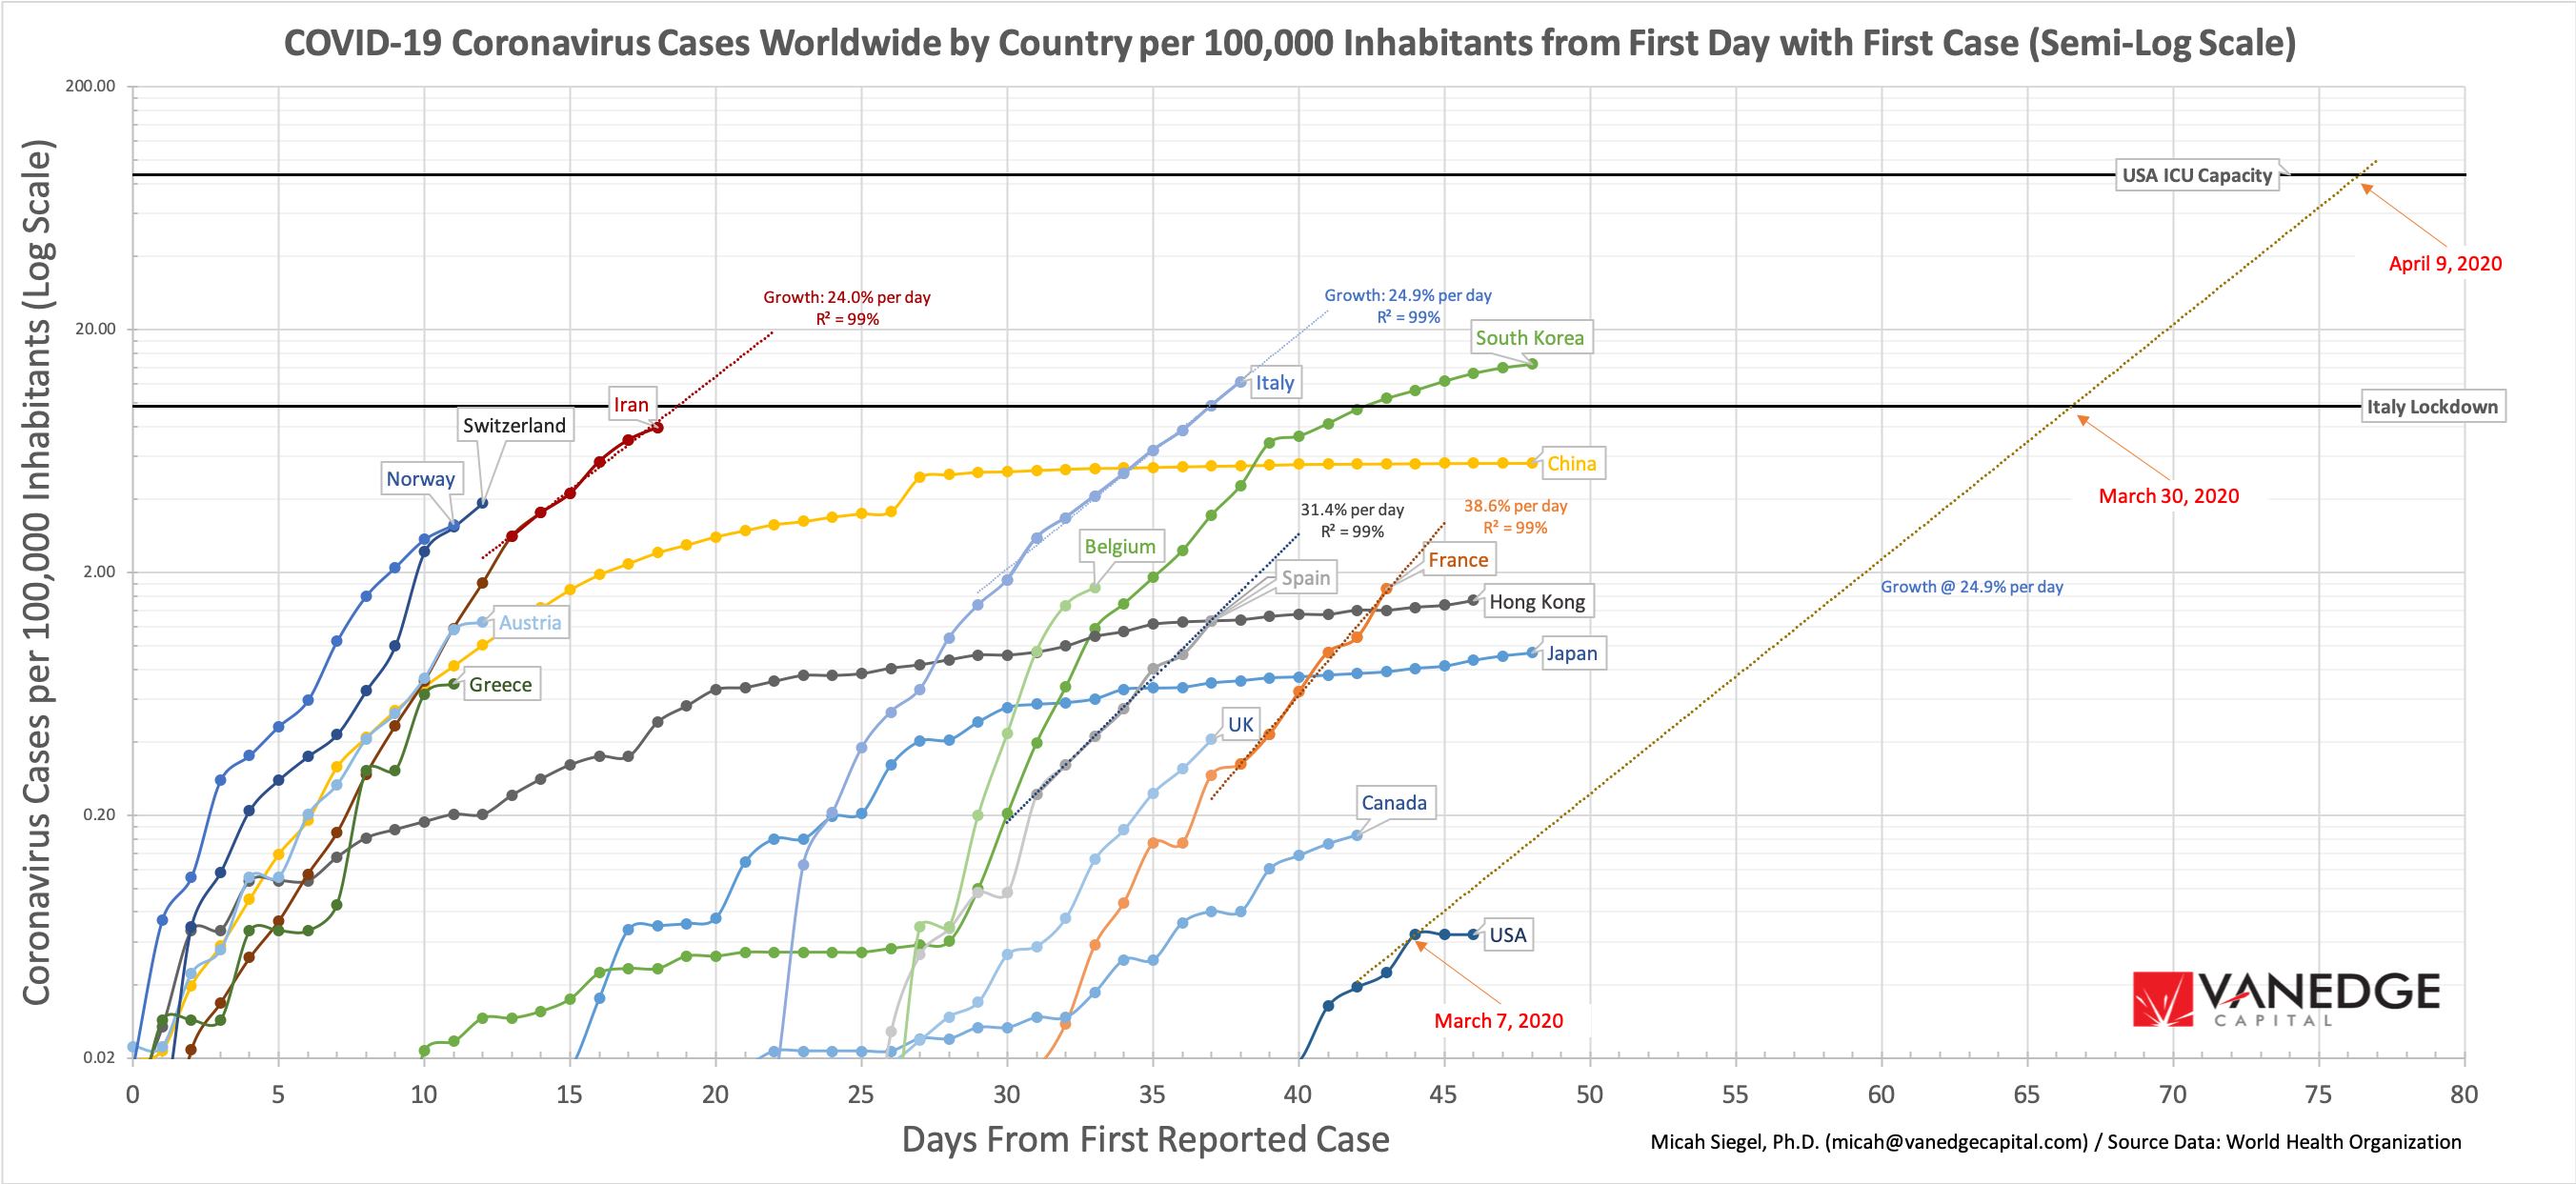 COVID-19 Coronavirus Cases Worldwide by Country per 100,000 Inhabitants from First Day with First Case (Semi-Log Scale)
Coronavirus Cases per 100,000 Inhabitants (Log Scale)
200.00
20.00
2.00
0.20
0.02
USA ICU Capacity
April 9, 2020
Growth: 24.0% per day
R² = 99%
Growth: 24.9% per day
R² = 99%
South Korea
Italy
Iran
Italy Lockdown
Switzerland
Norway
China
March 30, 2020
31.4% per day
R² = 99%
38.6% per day
R² = 99%
Belgium
France
Spain
Growth @ 24.9% per day
Hong Kong
Austria
Japan
Greece
UK
Canada
USA
March 7, 2020
VANEDGE
CAPITAL
0 5 10 15 20 25 30 35 40 45 50 55 60 65 70 75 80
Days From First Reported Case
Micah Siegel, Ph.D. (micah@vanedgecapital.com) / Source Data: World Health Organization